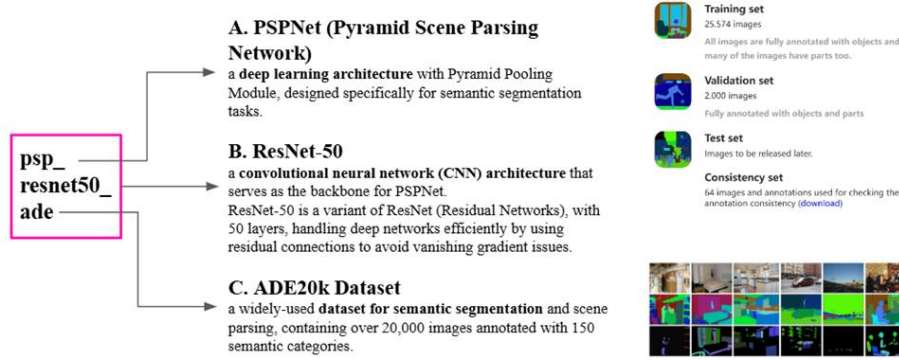 psp_
resnet50_
ade
A. PSPNet (Pyramid Scene Parsing
Network)
a deep learning architecture with Pyramid Pooling
Module, designed specifically for semantic segmentation
tasks.
B. ResNet-50
a convolutional neural network (CNN) architecture that
serves as the backbone for PSPNet.
ResNet-50 is a variant of ResNet (Residual Networks), with
50 layers, handling deep networks efficiently by using
residual connections to avoid vanishing gradient issues.
C. ADE20k Dataset
a widely-used dataset for semantic segmentation and scene
parsing, containing over 20,000 images annotated with 150
semantic categories.
Training set
25.574 images
All images are fully annotated with objects and
many of the images have parts too.
Validation set
2.000 images
Fully annotated with objects and parts
Test set
Images to be released later.
Consistency set
64 images and annotations used for checking the
annotation consistency (download)